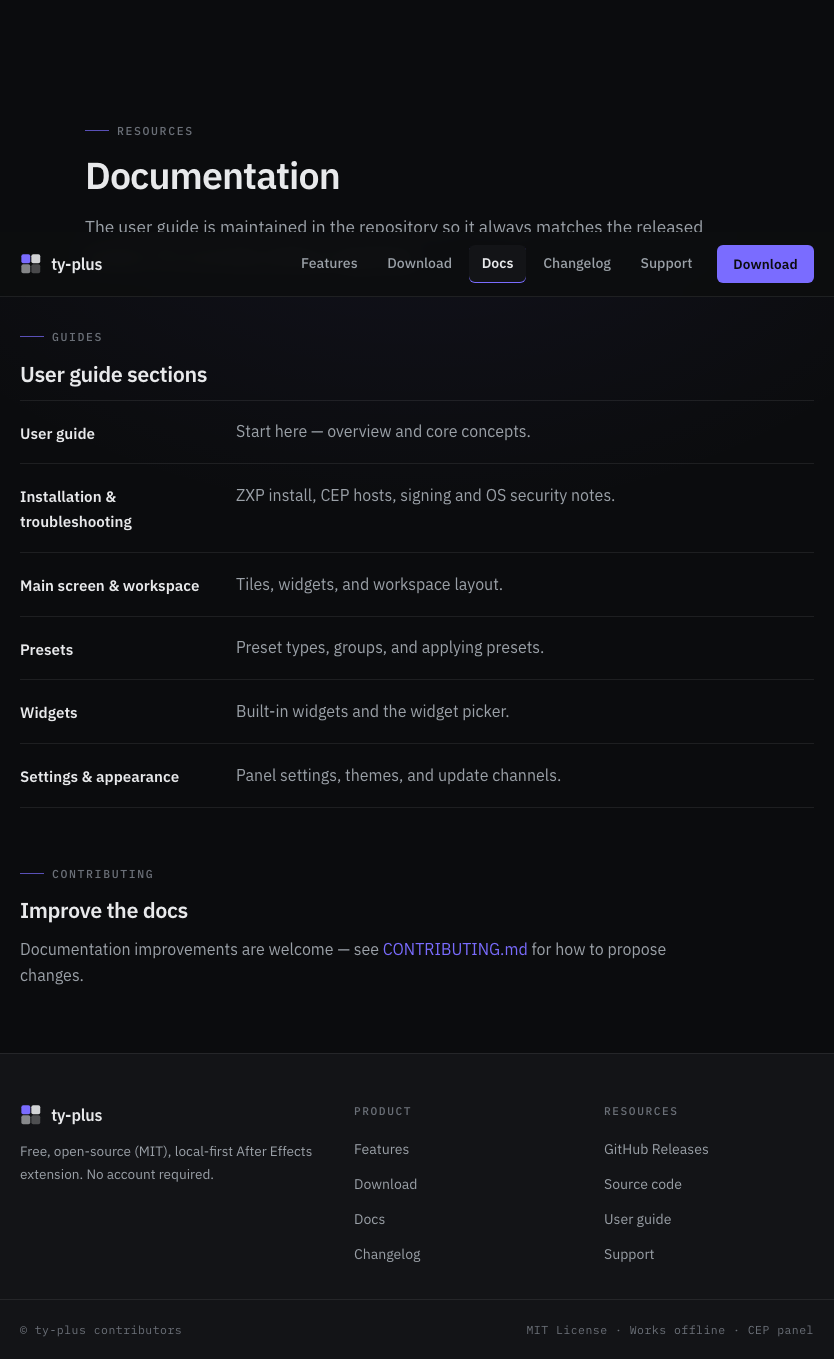 RESOURCES
Documentation
The user guide is maintained in the repository so it always matches the released
ty-plus
Features
Download
Docs
Changelog
Support
Download
GUIDES
User guide sections
User guide
Start here — overview and core concepts.
Installation &
troubleshooting
ZXP install, CEP hosts, signing and OS security notes.
Main screen & workspace
Tiles, widgets, and workspace layout.
Presets
Preset types, groups, and applying presets.
Widgets
Built-in widgets and the widget picker.
Settings & appearance
Panel settings, themes, and update channels.
CONTRIBUTING
Improve the docs
Documentation improvements are welcome — see CONTRIBUTING.md for how to propose
changes.
ty-plus
Free, open-source (MIT), local-first After Effects
extension. No account required.
PRODUCT
Features
Download
Docs
Changelog
RESOURCES
GitHub Releases
Source code
User guide
Support
© ty-plus contributors
MIT License · Works offline · CEP panel